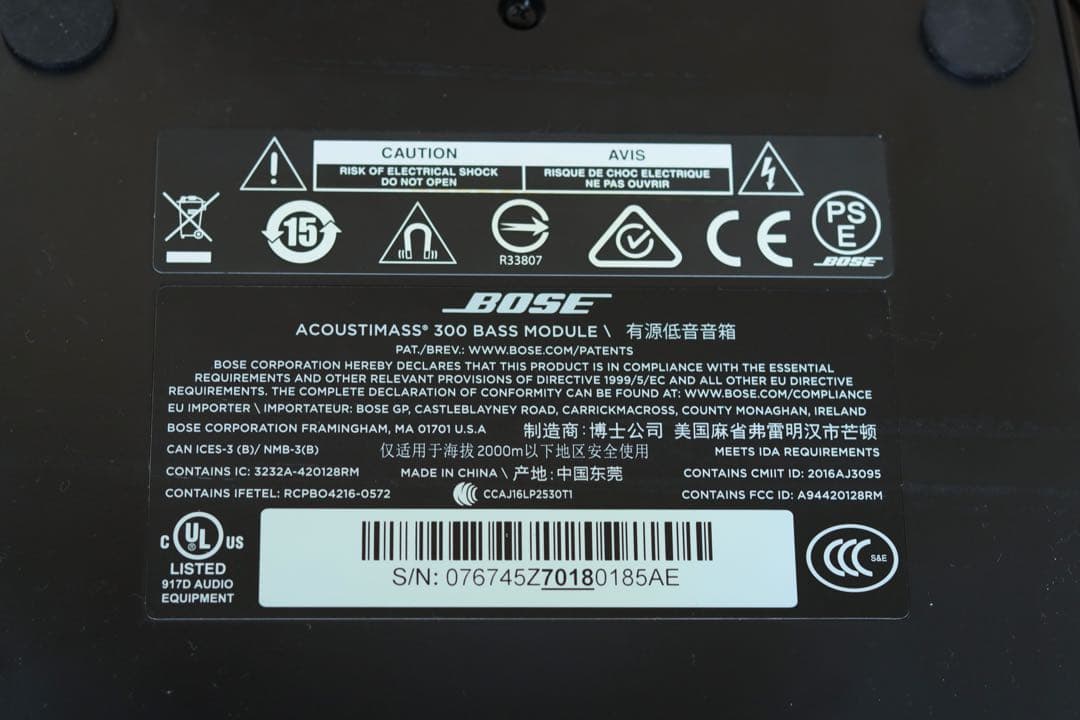 CAUTION AVIS
RISK OF ELECTRICAL SHOCK
DO NOT OPEN
RISQUE DE CHOC ELECTRIQUE
NE PAS OUVRIR
15
R33807
CE
PS
E
BOSE
BOSE
ACOUSTIMASS® 300 BASS MODULE \ 有源低音音箱
PAT./BREV.: WWW.BOSE.COM/PATENTS
BOSE CORPORATION HEREBY DECLARES THAT THIS PRODUCT IS IN COMPLIANCE WITH THE ESSENTIAL
REQUIREMENTS AND OTHER RELEVANT PROVISIONS OF DIRECTIVE 1999/5/EC AND ALL OTHER EU DIRECTIVE
REQUIREMENTS. THE COMPLETE DECLARATION OF CONFORMITY CAN BE FOUND AT: WWW.BOSE.COM/COMPLIANCE
EU IMPORTER \ IMPORTATEUR: BOSE GP, CASTLEBLAYNEY ROAD, CARRICKMACROSS, COUNTY MONAGHAN, IRELAND
BOSE CORPORATION FRAMINGHAM, MA 01701 U.S.A 制造商:博士公司 美国麻省弗雷明汉市芒顿
CAN ICES-3 (B)/ NMB-3(B) 仅适用于海拔2000m以下地区安全使用 MEETS IDA REQUIREMENTS
CONTAINS IC: 3232A-420128RM MADE IN CHINA \ 产地:中国东莞 CONTAINS CMIIT ID: 2016AJ3095
CONTAINS IFETEL: RCPBO4216-0572 CCAJ16LP2530T1 CONTAINS FCC ID: A94420128RM
C UL ® US
LISTED
917D AUDIO
EQUIPMENT
S/N: 076745Z70180185AE
CCC S&E